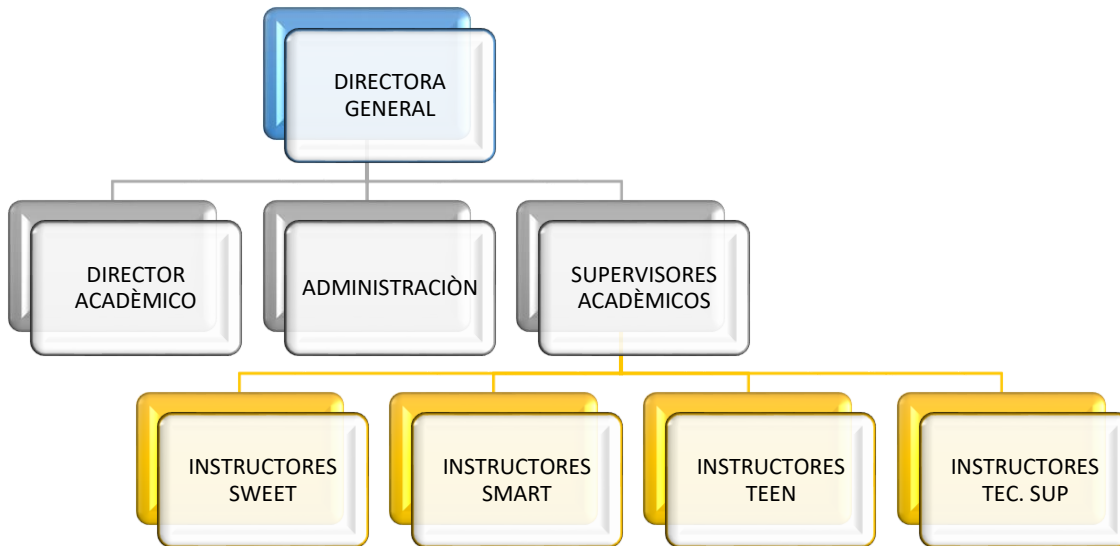 DIRECTORA
GENERAL
DIRECTOR
ACADÈMICO
ADMINISTRACIÒN
SUPERVISORES
ACADÈMICOS
INSTRUCTORES
SWEET
INSTRUCTORES
SMART
INSTRUCTORES
TEEN
INSTRUCTORES
TEC. SUP